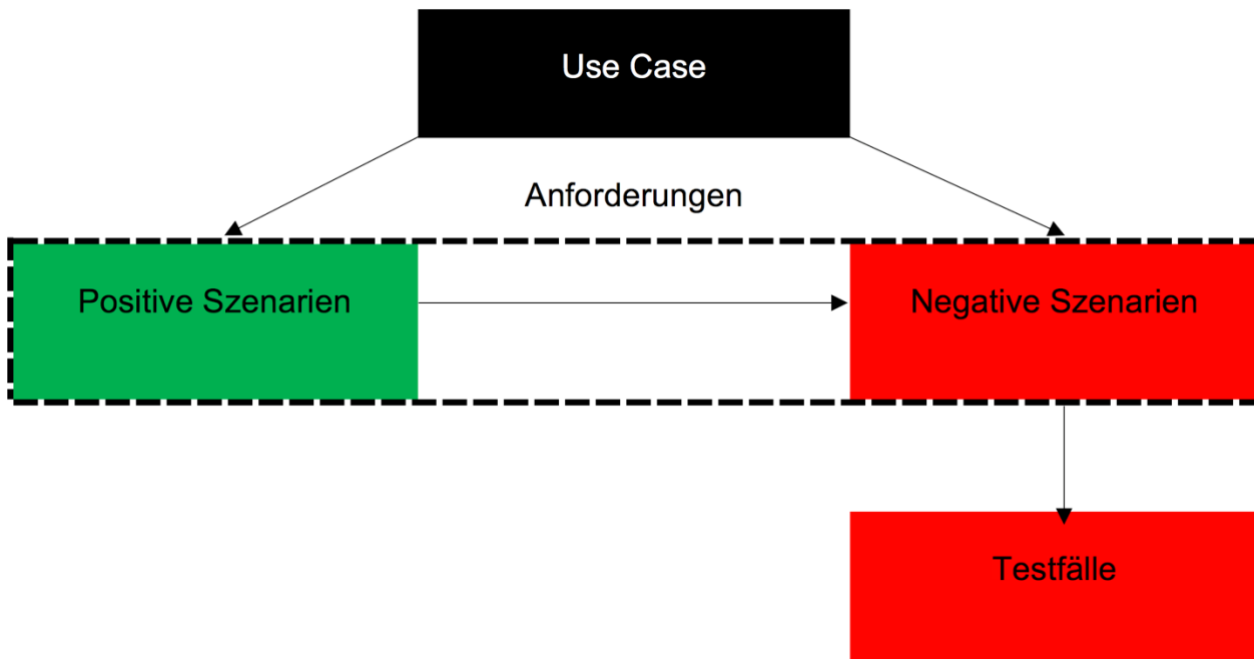 Use Case
Anforderungen
Positive Szenarien
Negative Szenarien
Testfälle